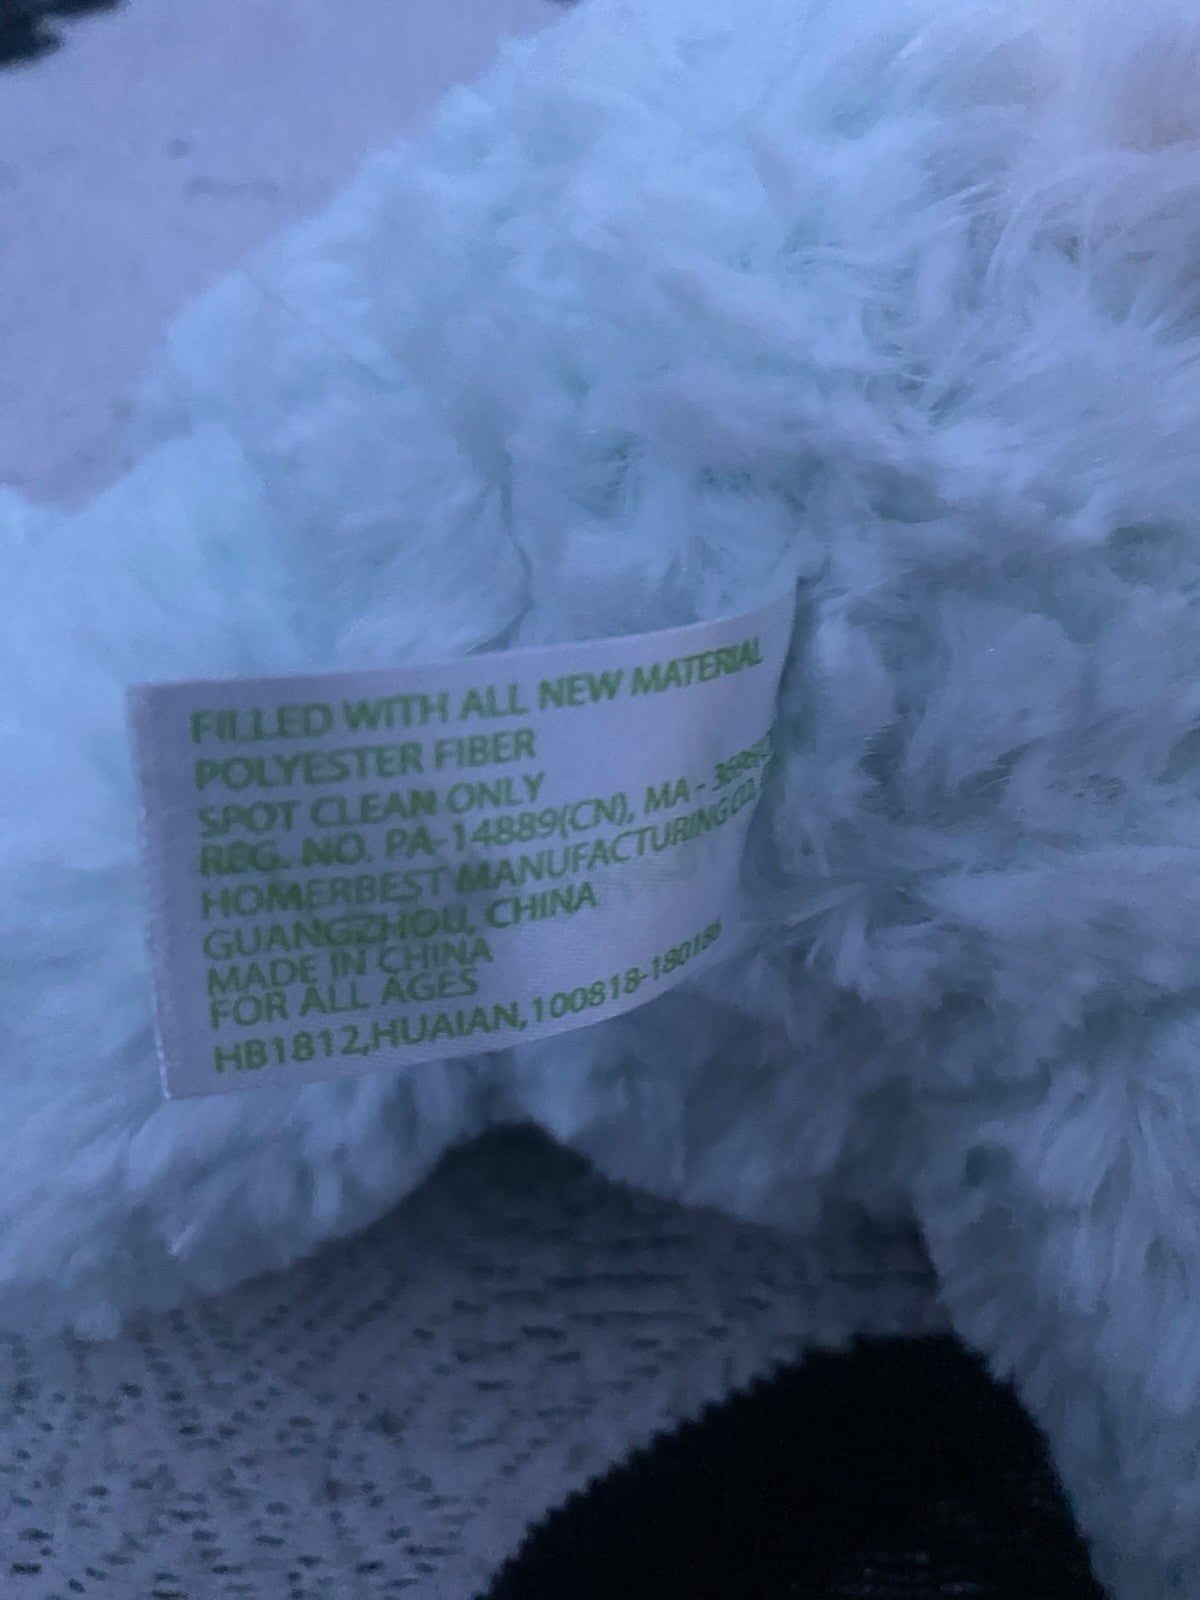 FILLED WITH ALL NEW MATERIAL
POLYESTER FIBER
SPOT CLEAN ONLY
REG. NO. PA-14889(CN), MA -
HOMERBEST MANUFACTURING CO.,
GUANGZHOU, CHINA
MADE IN CHINA
FOR ALL AGES
HB1812,HUAIAN,100818-180186